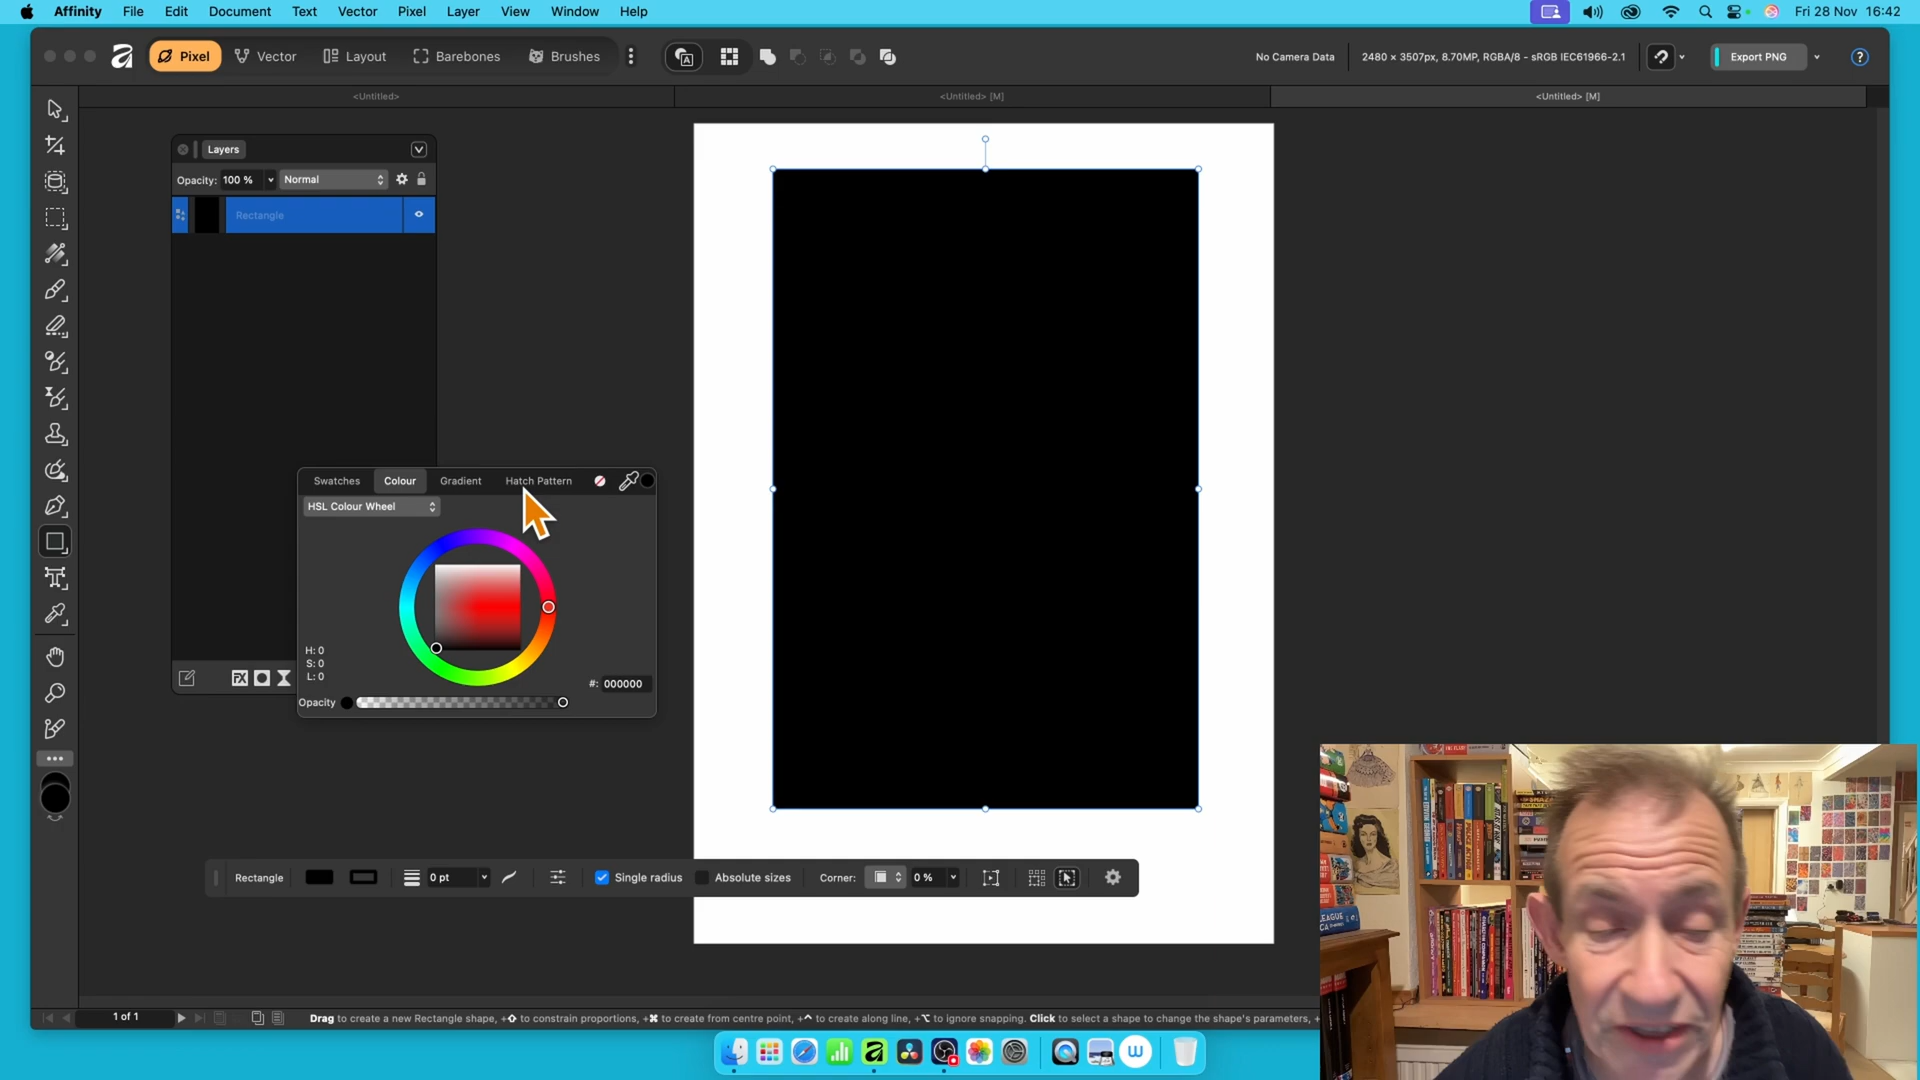 Affinity File Edit Document Text Vector Pixel Layer View Window Help Fri 28 Nov 16:42
Pixel Vector Layout Barebones Brushes No Camera Data 2480 × 3507px, 8.70MP, RGBA/8 - sRGB IEC61966-2.1 Export PNG ?
<Untitled> <Untitled> [M] <Untitled> [M]
Layers
Opacity: 100 % Normal
Rectangle
Swatches Colour Gradient Hatch Pattern
HSL Colour Wheel
H: 0
S: 0
L: 0
#: 000000
Opacity
FX
Rectangle 0 pt Single radius Absolute sizes Corner: 0 %
1 of 1 Drag to create a new Rectangle shape, +⇧ to constrain proportions, +⌘ to create from centre point, +⌃ to create along line, +⌥ to ignore snapping. Click to select a shape to change the shape's parameters, +
LEAGUE